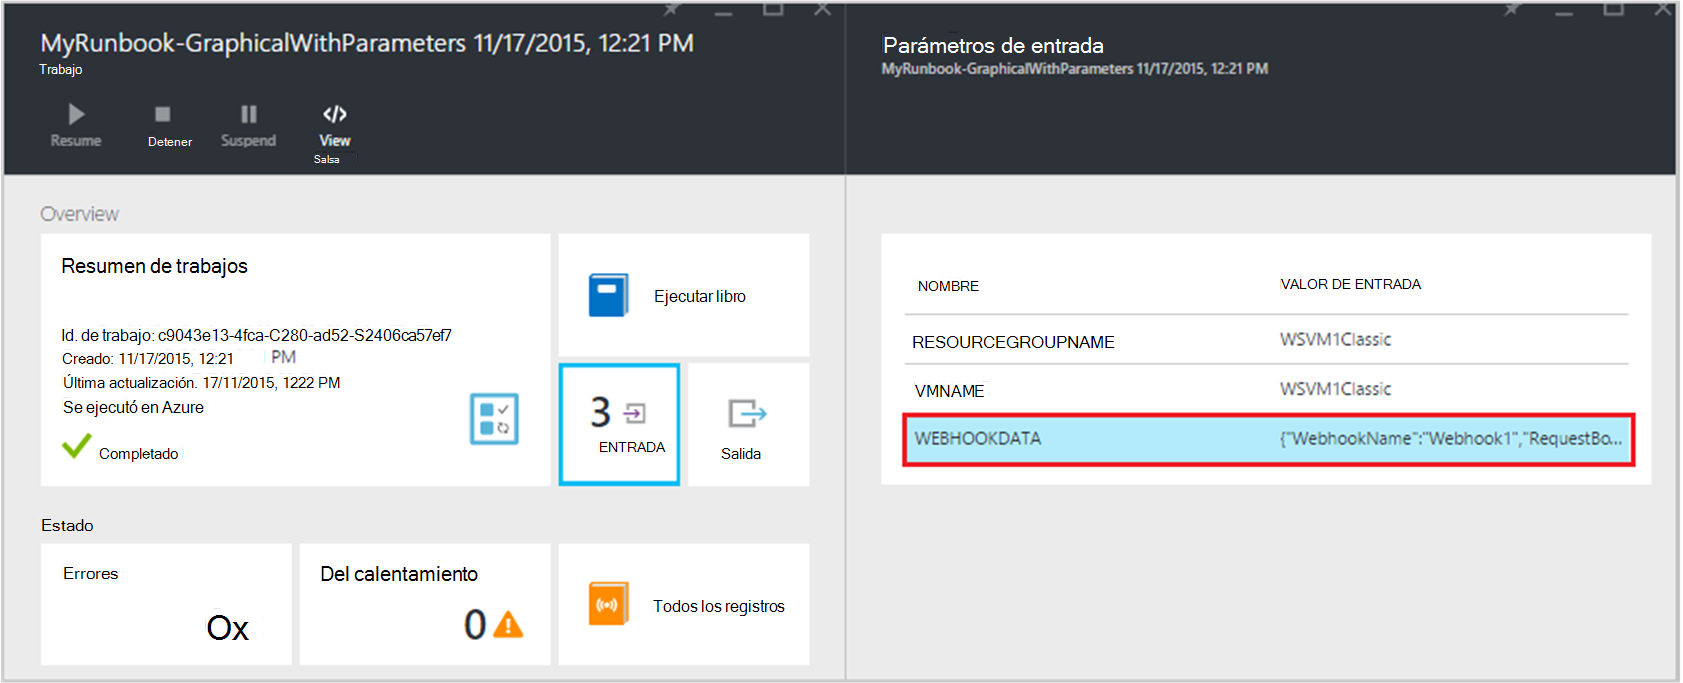 MyRunbook-GraphicalWithParameters 11/17/2015, 12:21 PM
Trabajo
Resume
Detener
Suspend
View
Salsa
Overview
Resumen de trabajos
Id. de trabajo: c9043e13-4fca-C280-ad52-S2406ca57ef7
Creado: 11/17/2015, 12:21 PM
Última actualización. 17/11/2015, 1222 PM
Se ejecutó en Azure
Completado
Ejecutar libro
3
ENTRADA
Salida
Estado
Errores
Ox
Del calentamiento
0
Todos los registros
Parámetros de entrada
MyRunbook-GraphicalWithParameters 11/17/2015, 12:21 PM
NOMBRE VALOR DE ENTRADA
RESOURCEGROUPNAME WSVM1Classic
VMNAME WSVM1Classic
WEBHOOKDATA {"WebhookName":"Webhook1","RequestBo...